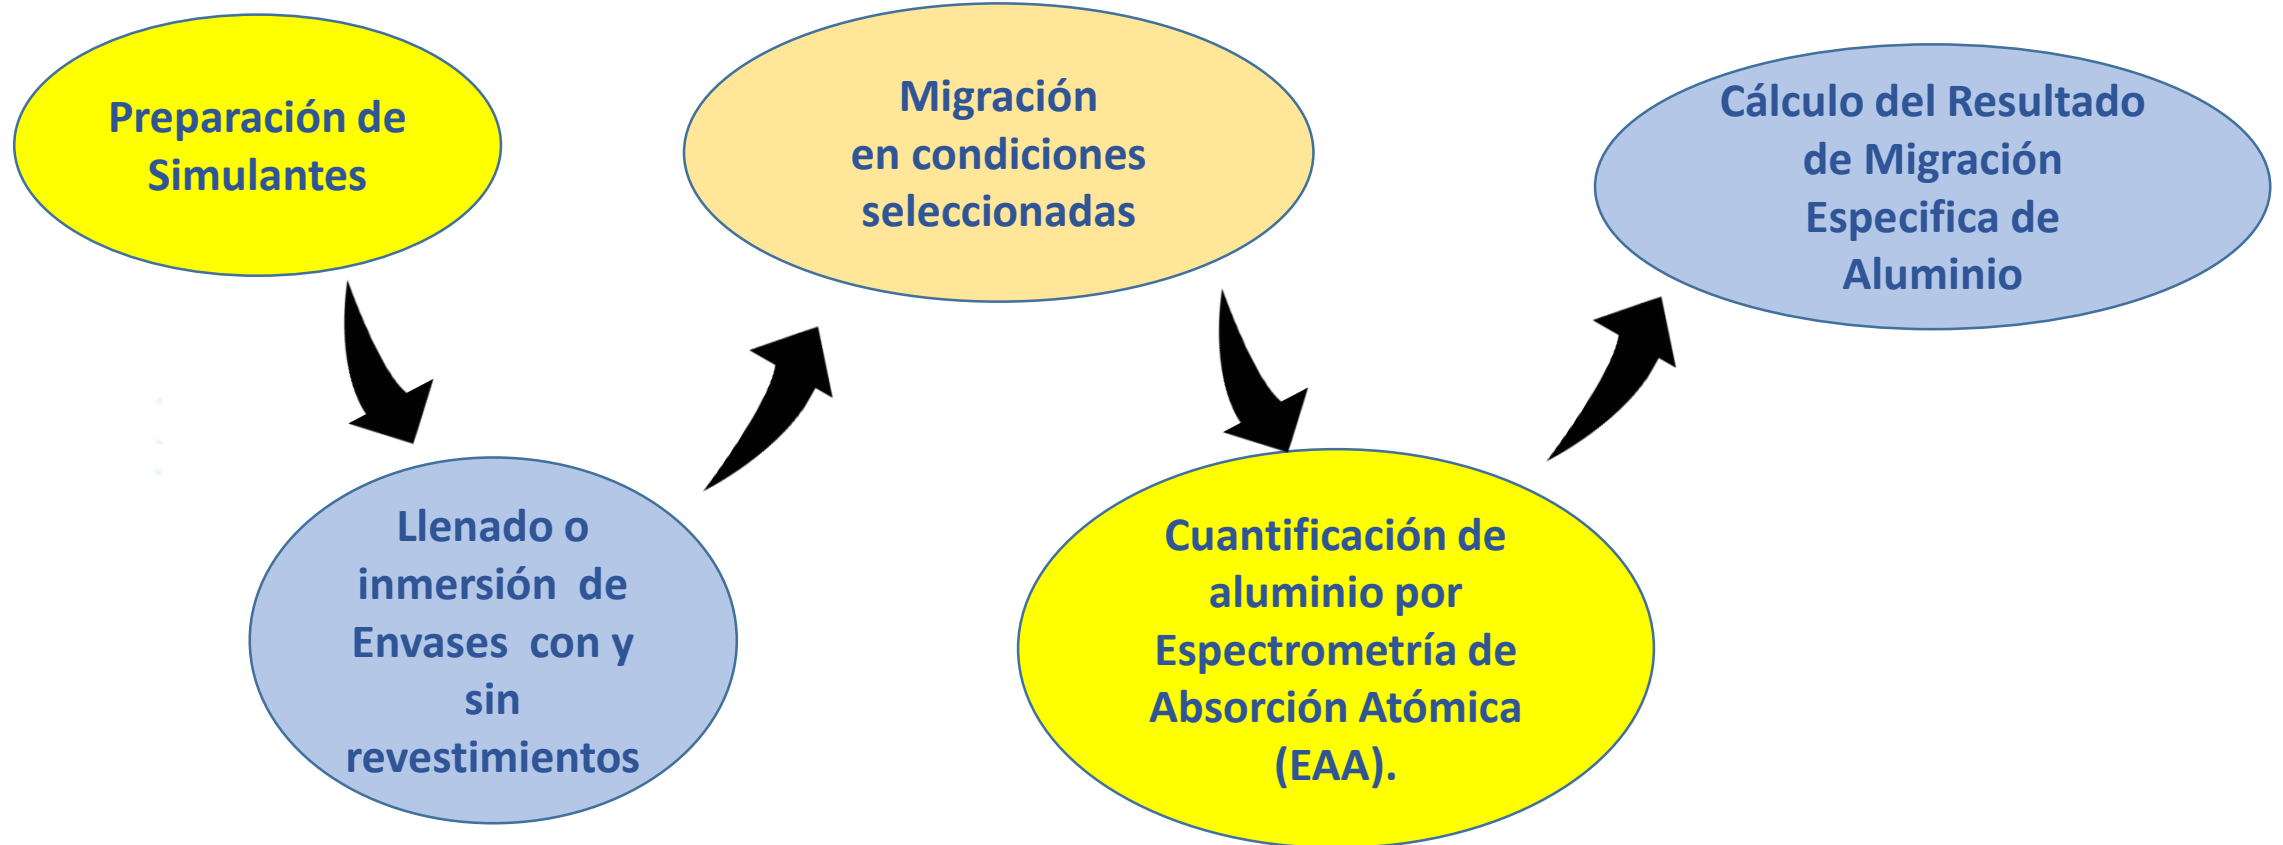 Preparación de
Simulantes
Llenado o
inmersión de
Envases con y
sin
revestimientos
Migración
en condiciones
seleccionadas
Cuantificación de
aluminio por
Espectrometría de
Absorción Atómica
(EAA).
Cálculo del Resultado
de Migración
Especifica de
Aluminio